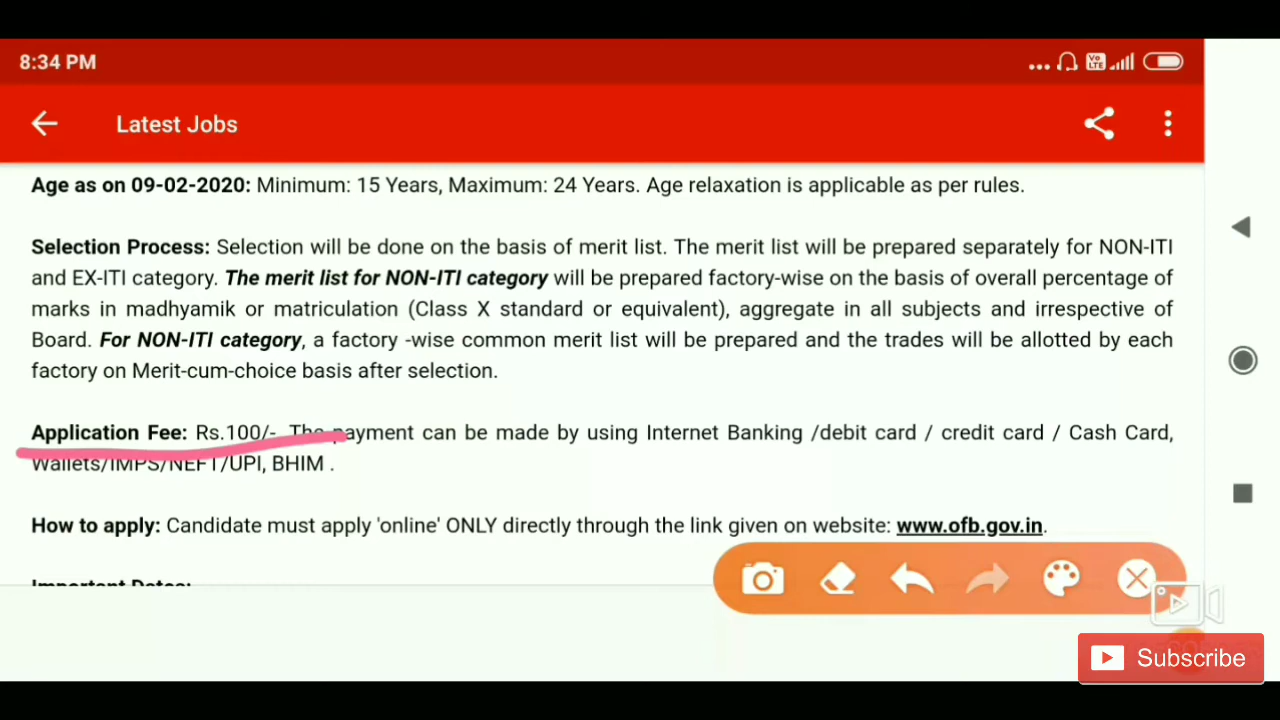 8:34 PM
Vo LTE
Latest Jobs
Age as on 09-02-2020: Minimum: 15 Years, Maximum: 24 Years. Age relaxation is applicable as per rules.
Selection Process: Selection will be done on the basis of merit list. The merit list will be prepared separately for NON-ITI
and EX-ITI category. The merit list for NON-ITI category will be prepared factory-wise on the basis of overall percentage of
marks in madhyamik or matriculation (Class X standard or equivalent), aggregate in all subjects and irrespective of
Board. For NON-ITI category, a factory -wise common merit list will be prepared and the trades will be allotted by each
factory on Merit-cum-choice basis after selection.
Application Fee: Rs.100/- The payment can be made by using Internet Banking /debit card / credit card / Cash Card,
Wallets/IMPS/NEFT/UPI, BHIM .
How to apply: Candidate must apply 'online' ONLY directly through the link given on website: www.ofb.gov.in.
Important Dates:
Subscribe